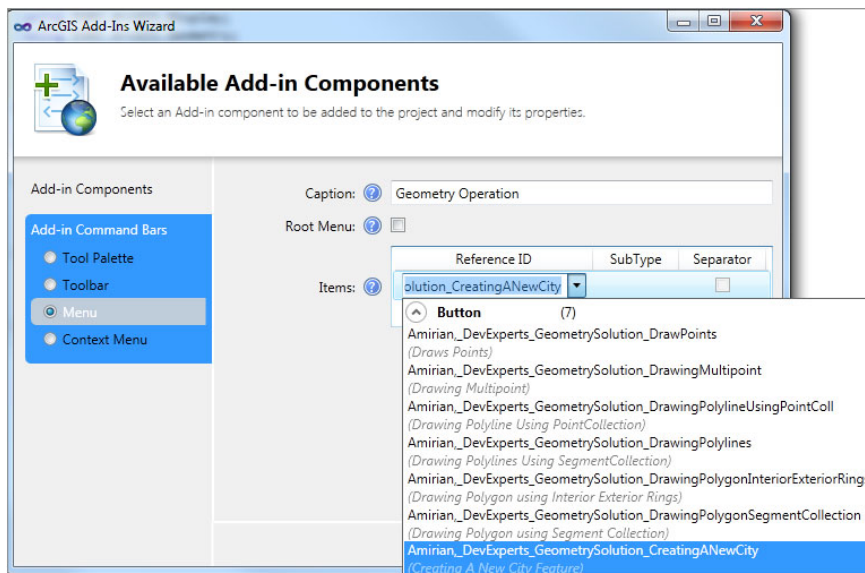 ArcGIS Add-Ins Wizard
Available Add-in Components
Select an Add-in component to be added to the project and modify its properties.
Add-in Components
Add-in Command Bars
Tool Palette
Toolbar
Menu
Context Menu
Caption: Geometry Operation
Root Menu:
Reference ID SubType Separator
Items: olution_CreatingANewCity
Button (7)
Amirian,_DevExperts_GeometrySolution_DrawPoints
(Draws Points)
Amirian,_DevExperts_GeometrySolution_DrawingMultipoint
(Drawing Multipoint)
Amirian,_DevExperts_GeometrySolution_DrawingPolylineUsingPointColl
(Drawing Polyline Using PointCollection)
Amirian,_DevExperts_GeometrySolution_DrawingPolylines
(Drawing Polylines Using SegmentCollection)
Amirian,_DevExperts_GeometrySolution_DrawingPolygonInteriorExteriorRings
(Drawing Polygon using Interior Exterior Rings)
Amirian,_DevExperts_GeometrySolution_DrawingPolygonSegmentCollection
(Drawing Polygon using Segment Collection)
Amirian,_DevExperts_GeometrySolution_CreatingANewCity
(Creating A New City Feature)